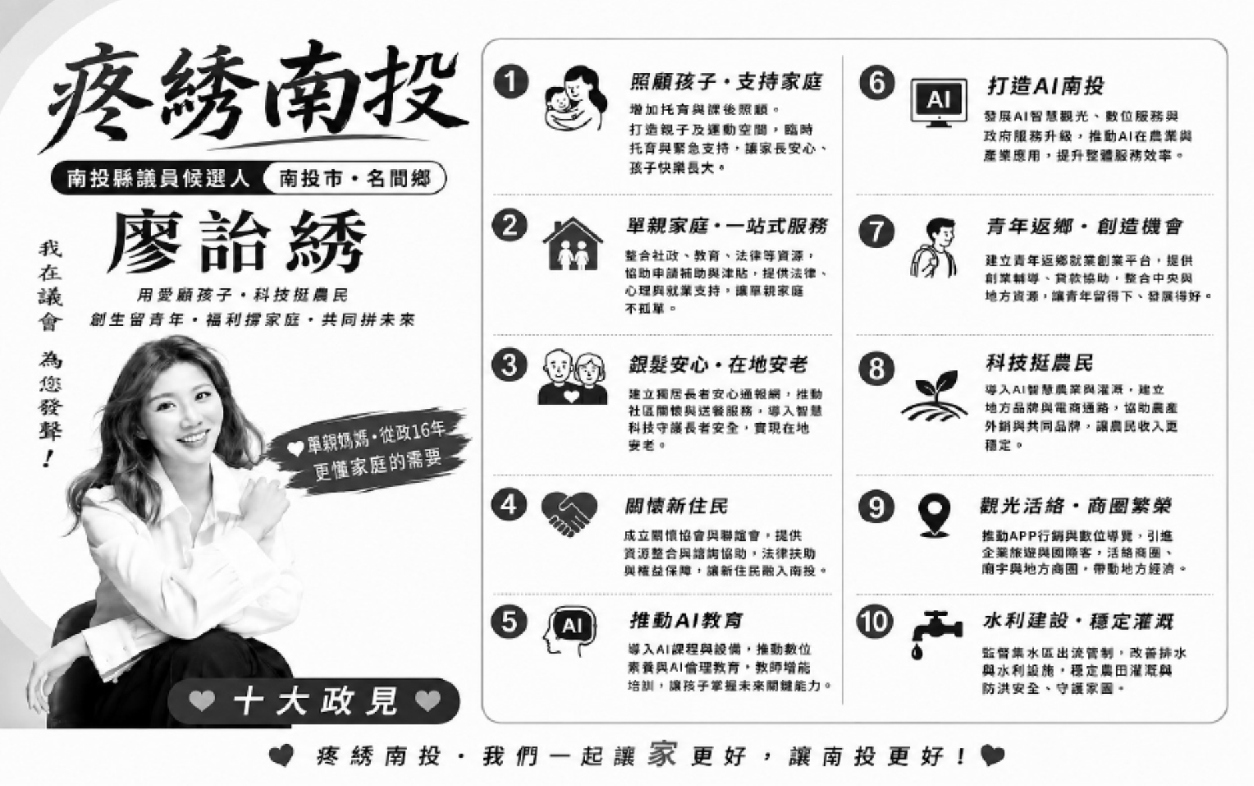 疼綉南投
南投縣議員候選人 南投市・名間鄉
廖詒綉
用愛顧孩子・科技挺農民
創生留青年・福利撐家庭・共同拼未來
我在議會 為您發聲！
單親媽媽・從政16年
更懂家庭的需要
十大政見
1 照顧孩子・支持家庭
增加托育與課後照顧。
打造親子及運動空間，臨時
托育與緊急支持，讓家長安心、
孩子快樂長大。
2 單親家庭・一站式服務
整合社政、教育、法律等資源，
協助申請補助與津貼，提供法律、
心理與就業支持，讓單親家庭
不孤單。
3 銀髮安心・在地安老
建立獨居長者安心通報網，推動
社區關懷與送餐服務，導入智慧
科技守護長者安全，實現在地
安老。
4 關懷新住民
成立關懷協會與聯誼會，提供
資源整合與諮詢協助，法律扶助
與權益保障，讓新住民融入南投。
5 AI 推動AI教育
導入AI課程與設備，推動數位
素養與AI倫理教育，教師增能
培訓，讓孩子掌握未來關鍵能力。
6 AI 打造AI南投
發展AI智慧觀光、數位服務與
政府服務升級，推動AI在農業與
產業應用，提升整體服務效率。
7 青年返鄉・創造機會
建立青年返鄉就業創業平台，提供
創業輔導、貸款協助，整合中央與
地方資源，讓青年留得下、發展得好。
8 科技挺農民
導入AI智慧農業與灌溉，建立
地方品牌與電商通路，協助農產
外銷與共同品牌，讓農民收入更
穩定。
9 觀光活絡・商圈繁榮
推動APP行銷與數位導覽，引進
企業旅遊與國際客，活絡商圈、
廟宇與地方商圈，帶動地方經濟。
10 水利建設・穩定灌溉
監督集水區出流管制，改善排水
與水利設施，穩定農田灌溉與
防洪安全、守護家園。
疼綉南投・我們一起讓家更好，讓南投更好！